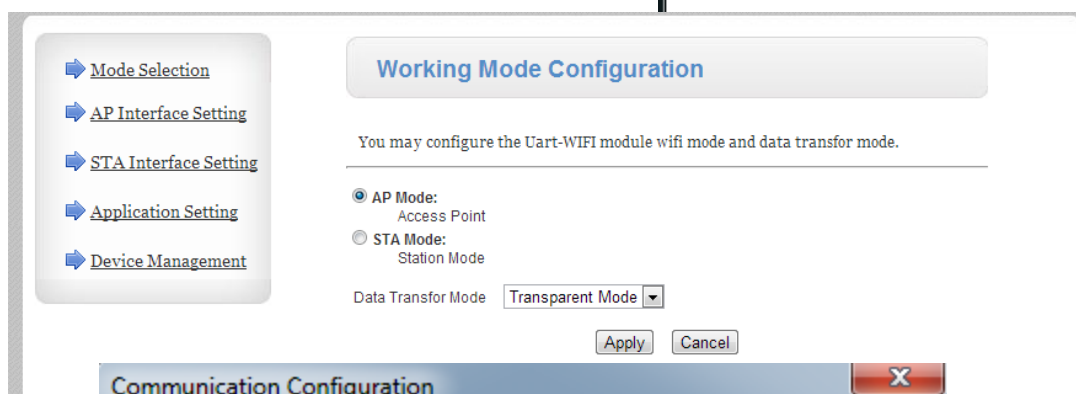 Mode Selection
AP Interface Setting
STA Interface Setting
Application Setting
Device Management
Working Mode Configuration
You may configure the Uart-WIFI module wifi mode and data transfor mode.
AP Mode:
Access Point
STA Mode:
Station Mode
Data Transfor Mode Transparent Mode
Apply Cancel
Communication Configuration